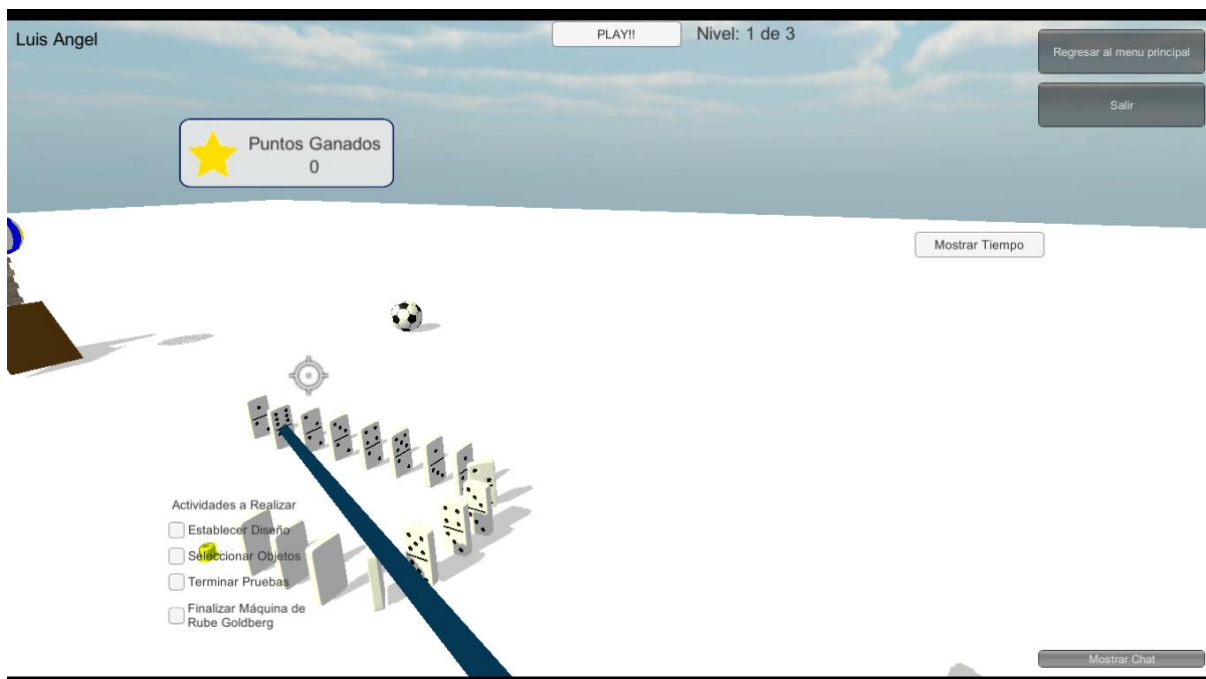 Luis Angel
PLAY!!
Nivel: 1 de 3
Regresar al menu principal
Salir
Puntos Ganados
0
Mostrar Tiempo
Actividades a Realizar
Establecer Diseño
Seleccionar Objetos
Terminar Pruebas
Finalizar Máquina de
Rube Goldberg
Mostrar Chat